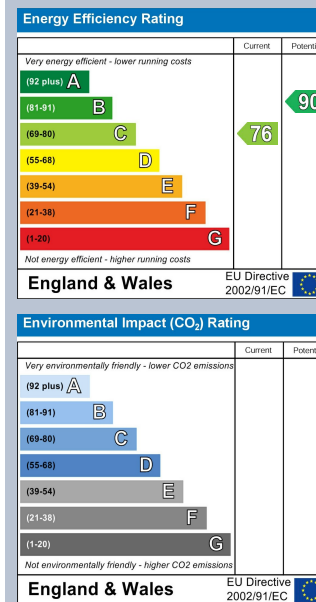 Energy Efficiency Rating
Current Potenti
Very energy efficient - lower running costs
(92 plus) A
(81-91) B 90
(69-80) C 76
(55-68) D
(39-54) E
(21-38) F
(1-20) G
Not energy efficient - higher running costs
England & Wales EU Directive 2002/91/EC
Environmental Impact (CO₂) Rating
Current Potent
Very environmentally friendly - lower CO2 emissions
(92 plus) A
(81-91) B
(69-80) C
(55-68) D
(39-54) E
(21-38) F
(1-20) G
Not environmentally friendly - higher CO2 emissions
England & Wales EU Directive 2002/91/EC